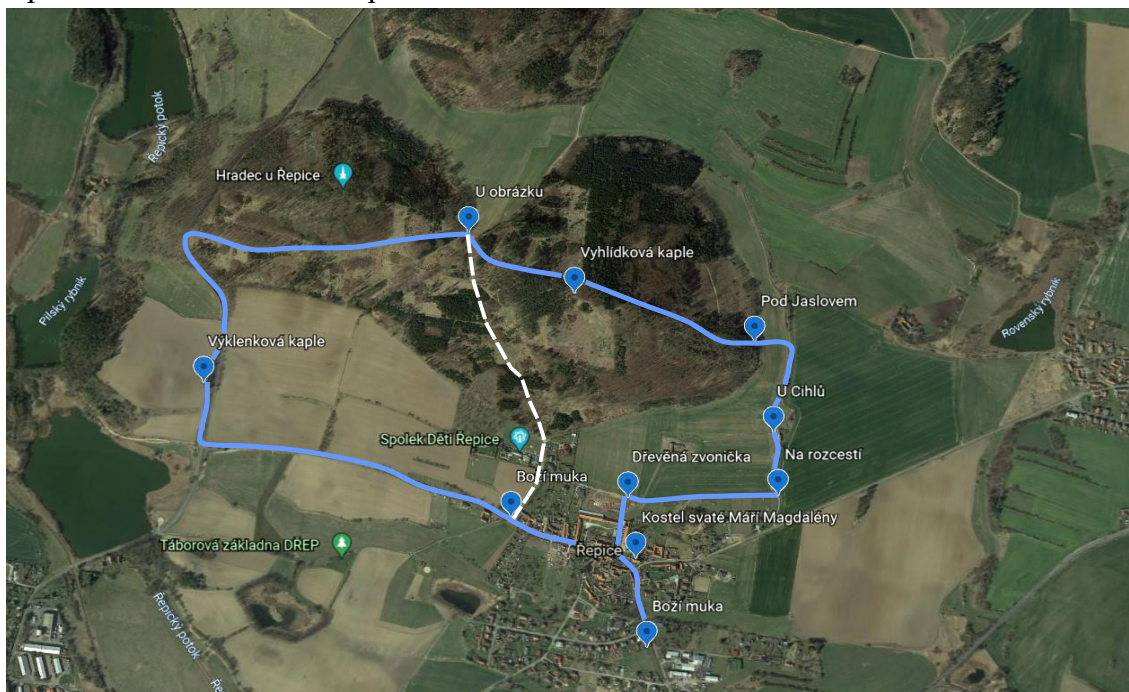 Řepický potok
Hradec u Řepice
U obrázku
Vyhlídková kaple
Pilský rybník
Rovenský rybník
Pod Jaslovem
Výklenková kaple
U Cihlů
Spolek Děti Řepice
Dřevěná zvonička
Na rozcestí
Boží muka
Kostel svaté Máří Magdalény
Táborová základna DŘEP
Řepice
Řepický potok
Boží muka